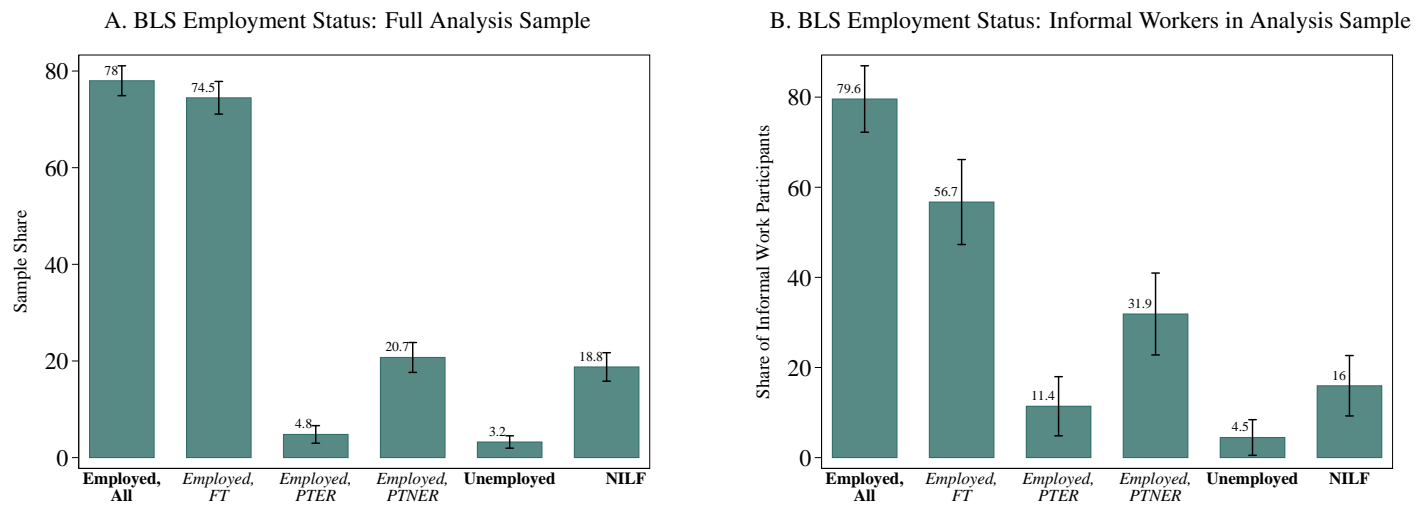 A. BLS Employment Status: Full Analysis Sample
Sample Share
80
60
40
20
0
78
74.5
4.8
20.7
3.2
18.8
Employed, All
Employed, FT
Employed, PTER
Employed, PTNER
Unemployed
NILF
B. BLS Employment Status: Informal Workers in Analysis Sample
Share of Informal Work Participants
80
60
40
20
0
79.6
56.7
11.4
31.9
4.5
16
Employed, All
Employed, FT
Employed, PTER
Employed, PTNER
Unemployed
NILF